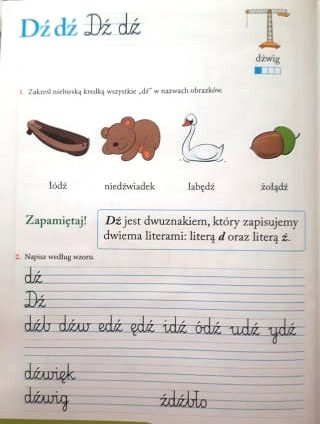 Dź dź Dź dź
dźwig
1. Zakreśl niebieską kredką wszystkie „dź” w nazwach obrazków.
łódź niedźwiadek łabędź żołądź
Zapamiętaj!
Dź jest dwuznakiem, który zapisujemy
dwiema literami: literą d oraz literą ź.
2. Napisz według wzoru.
dź
Dź
dźb dźw edź ędź idź ódź udź ydź
dźwięk
dźwig źdźbło